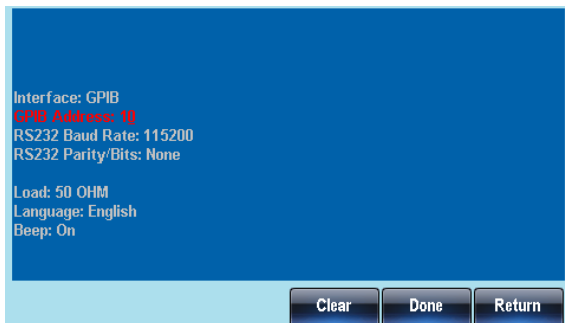 Interface: GPIB
GPIB Address: 10
RS232 Baud Rate: 115200
RS232 Parity/Bits: None
Load: 50 OHM
Language: English
Beep: On
Clear Done Return